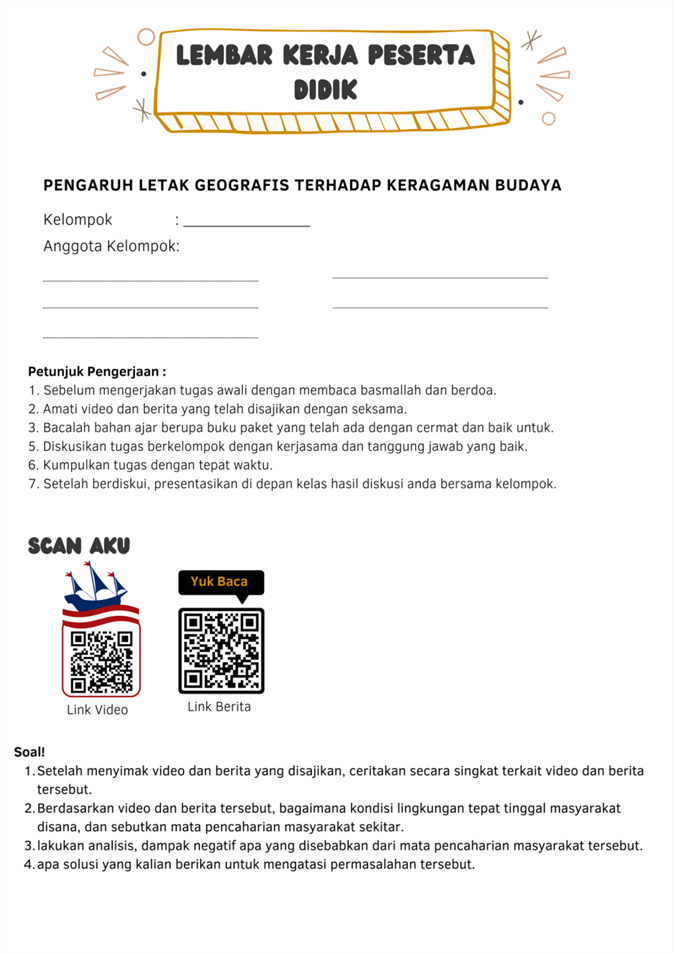 LEMBAR KERJA PESERTA
DIDIK
PENGARUH LETAK GEOGRAFIS TERHADAP KERAGAMAN BUDAYA
Kelompok : _______________
Anggota Kelompok:
Petunjuk Pengerjaan :
1. Sebelum mengerjakan tugas awali dengan membaca basmallah dan berdoa.
2. Amati video dan berita yang telah disajikan dengan seksama.
3. Bacalah bahan ajar berupa buku paket yang telah ada dengan cermat dan baik untuk.
5. Diskusikan tugas berkelompok dengan kerjasama dan tanggung jawab yang baik.
6. Kumpulkan tugas dengan tepat waktu.
7. Setelah berdiskui, presentasikan di depan kelas hasil diskusi anda bersama kelompok.
SCAN AKU
Yuk Baca
Link Video
Link Berita
Soal!
1. Setelah menyimak video dan berita yang disajikan, ceritakan secara singkat terkait video dan berita
tersebut.
2. Berdasarkan video dan berita tersebut, bagaimana kondisi lingkungan tepat tinggal masyarakat
disana, dan sebutkan mata pencaharian masyarakat sekitar.
3. lakukan analisis, dampak negatif apa yang disebabkan dari mata pencaharian masyarakat tersebut.
4. apa solusi yang kalian berikan untuk mengatasi permasalahan tersebut.